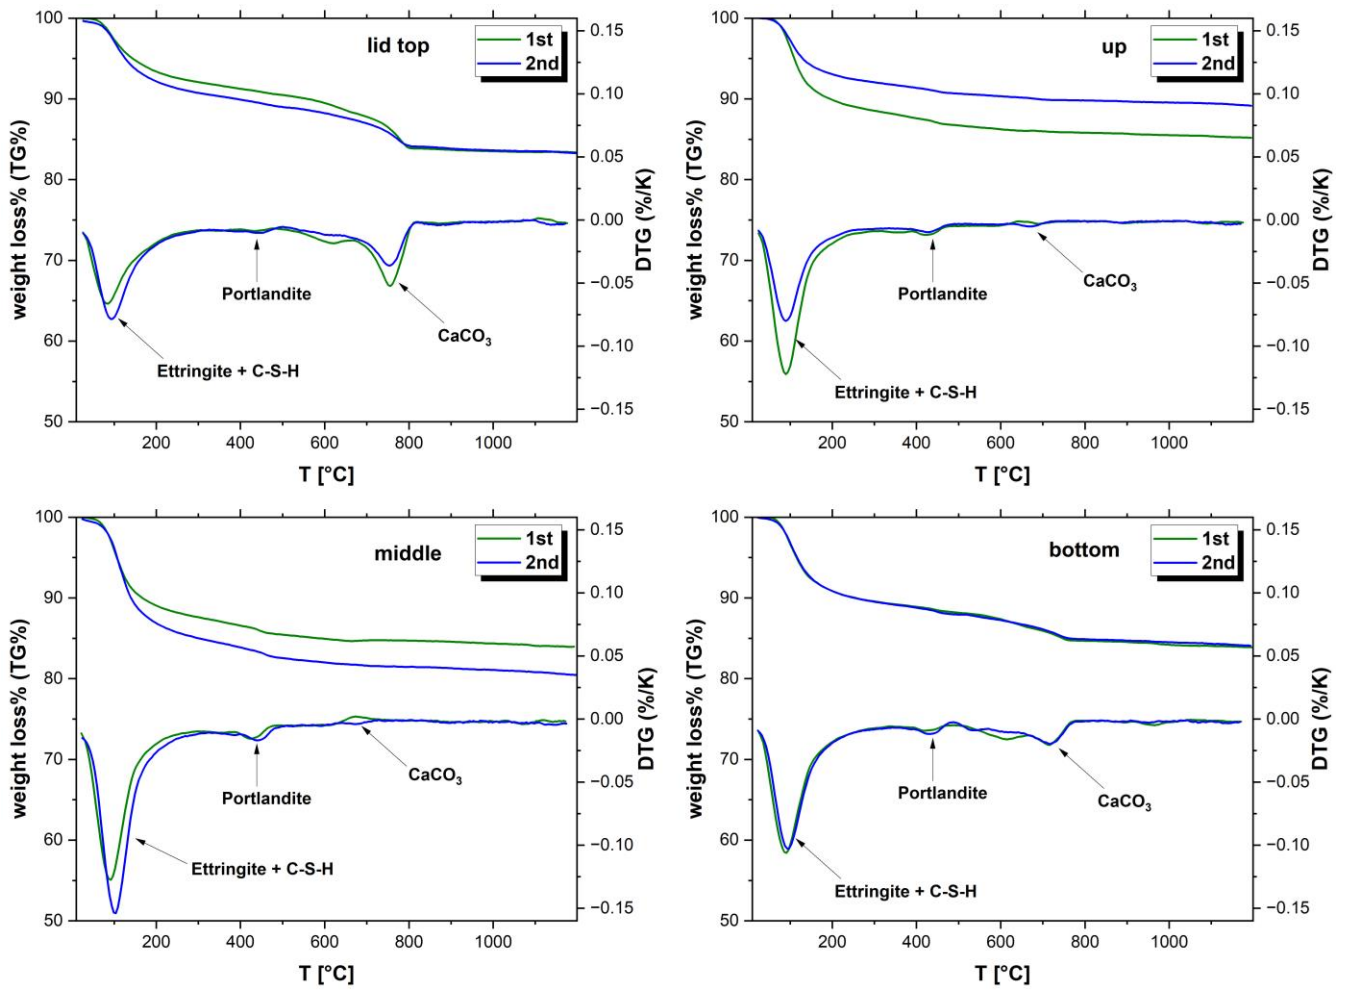 lid top
1st
2nd
100
90
80
70
60
50
weight loss% (TG%)
0.15
0.10
0.05
0.00
−0.05
−0.10
−0.15
DTG (%/K)
Portlandite
CaCO₃
Ettringite + C-S-H
200 400 600 800 1000
T [°C]
up
1st
2nd
100
90
80
70
60
50
weight loss% (TG%)
0.15
0.10
0.05
0.00
−0.05
−0.10
−0.15
DTG (%/K)
Portlandite
CaCO₃
Ettringite + C-S-H
200 400 600 800 1000
T [°C]
middle
1st
2nd
100
90
80
70
60
50
weight loss% (TG%)
0.15
0.10
0.05
0.00
−0.05
−0.10
−0.15
DTG (%/K)
Portlandite
CaCO₃
Ettringite + C-S-H
200 400 600 800 1000
T [°C]
bottom
1st
2nd
100
90
80
70
60
50
weight loss% (TG%)
0.15
0.10
0.05
0.00
−0.05
−0.10
−0.15
DTG (%/K)
Portlandite
CaCO₃
Ettringite + C-S-H
200 400 600 800 1000
T [°C]